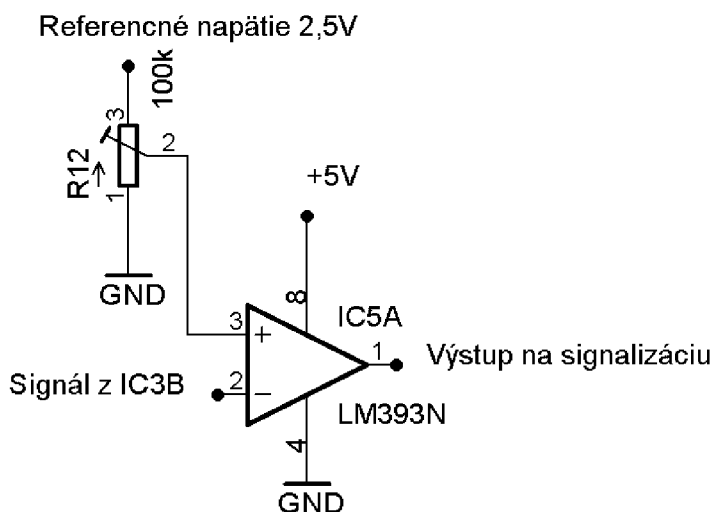 Referencné napätie 2,5V
100k
3
2
R12
1
+5V
GND
8
IC5A
3
+
1
Výstup na signalizáciu
Signál z IC3B
2
−
LM393N
4
GND